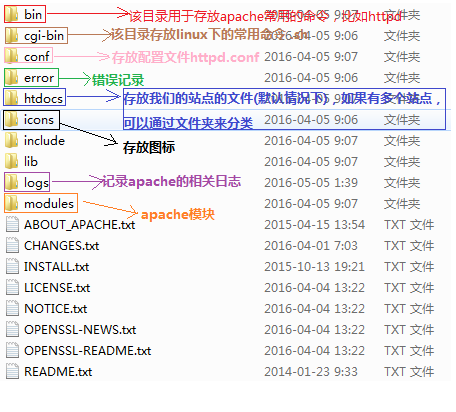 bin 该目录用于存放apache常用的命令，比如httpd 9:06 文件夹
cgi-bin 该目录存放linux下的常用命令 .sh 2016-04-05 9:06 文件夹
conf 存放配置文件httpd.conf 9:07 文件夹
error 错误记录 2016-04-05 9:06 文件夹
htdocs 存放我们的站点的文件(默认情况下)，如果有多个站点，
icons 可以通过文件夹来分类 2016-04-05 9:06 文件夹
include 存放图标 2016-04-05 9:07 文件夹
lib 2016-04-05 9:07 文件夹
logs 记录apache的相关日志 2016-05-05 1:39 文件夹
modules apache模块 2016-04-05 9:07 文件夹
ABOUT_APACHE.txt 2015-04-15 13:54 TXT 文件
CHANGES.txt 2016-04-01 7:03 TXT 文件
INSTALL.txt 2015-10-13 19:21 TXT 文件
LICENSE.txt 2016-04-04 13:22 TXT 文件
NOTICE.txt 2016-04-04 13:22 TXT 文件
OPENSSL-NEWS.txt 2016-04-04 13:22 TXT 文件
OPENSSL-README.txt 2016-04-04 13:22 TXT 文件
README.txt 2014-01-23 9:33 TXT 文件